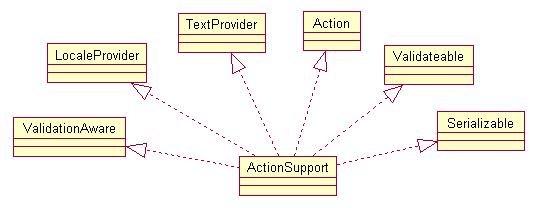 TextProvider
Action
LocaleProvider
Validateable
ValidationAware
Serializable
ActionSupport